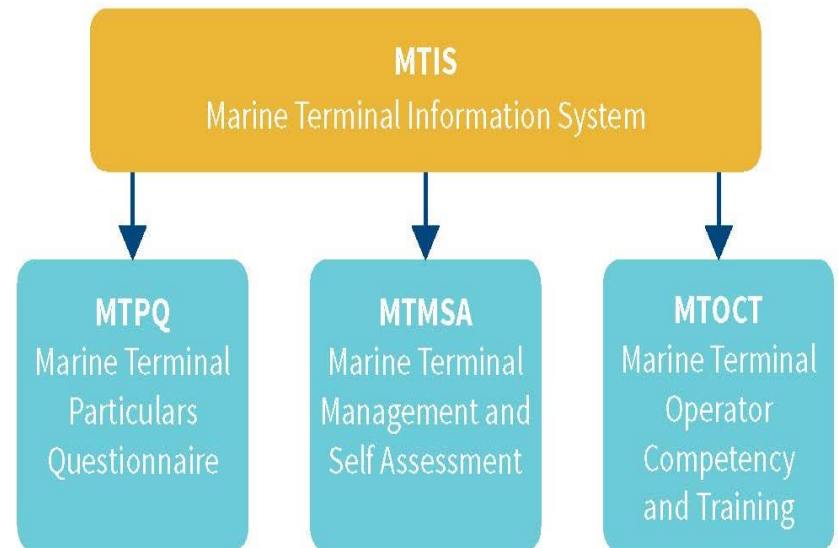 MTIS
Marine Terminal Information System
MTPQ
Marine Terminal
Particulars
Questionnaire
MTMSA
Marine Terminal
Management and
Self Assessment
MTOCT
Marine Terminal
Operator
Competency
and Training